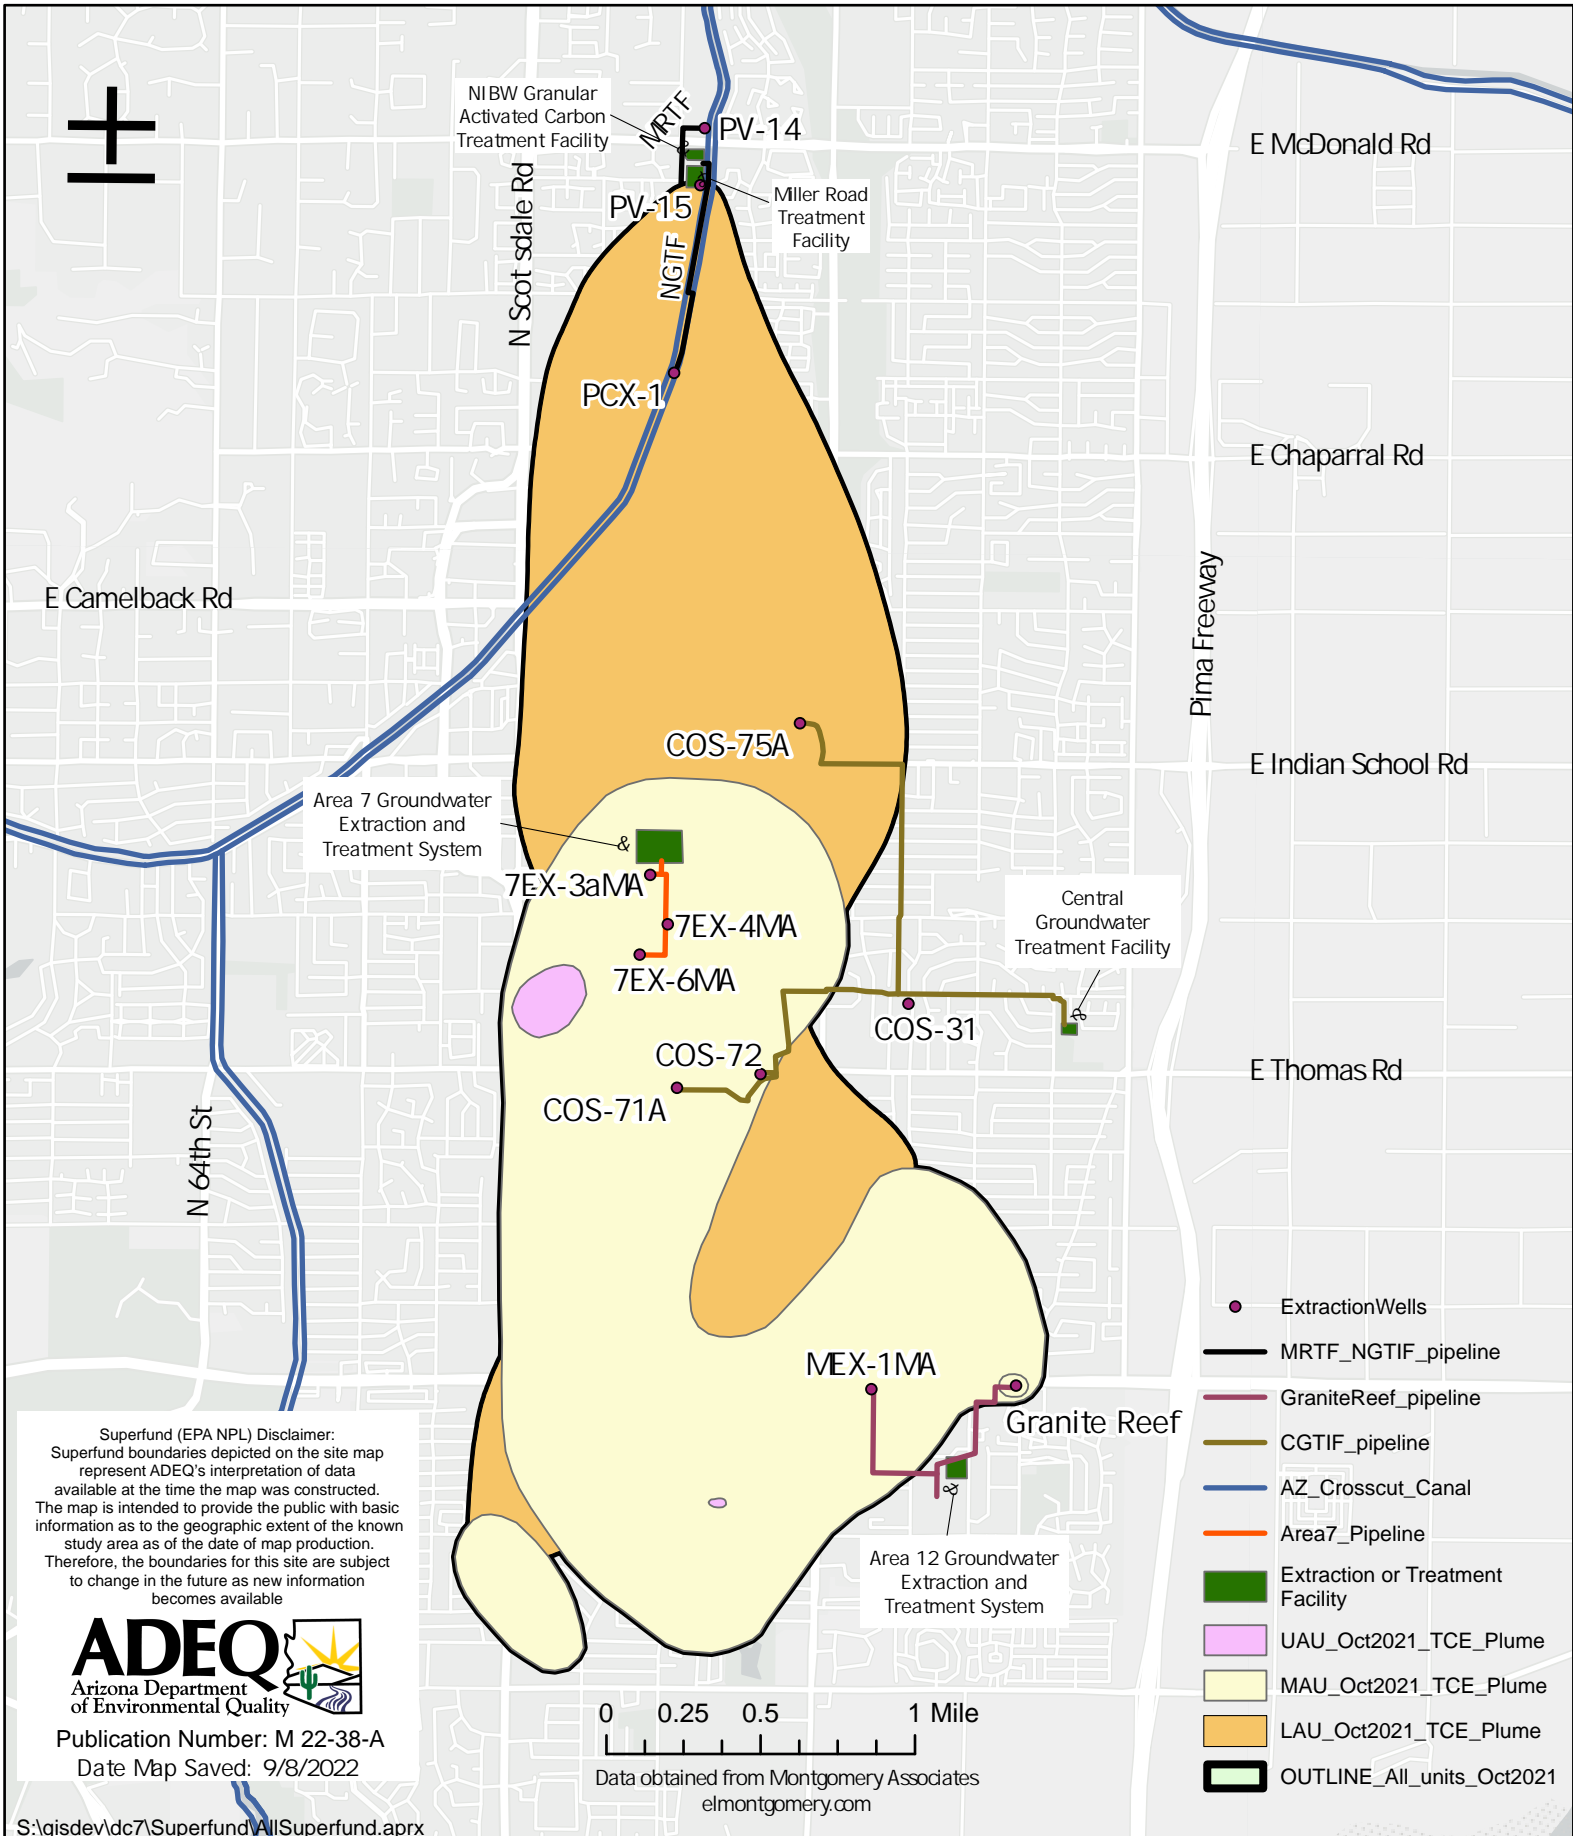 NIBW Granular
Activated Carbon
Treatment Facility
MRTF
PV-14
E McDonald Rd
N Scot sdale Rd
PV-15
Miller Road
Treatment
Facility
NGTF
PCX-1
E Chaparral Rd
E Camelback Rd
Pima Freeway
COS-75A
E Indian School Rd
Area 7 Groundwater
Extraction and
Treatment System
&
7EX-3aMA
7EX-4MA
7EX-6MA
Central
Groundwater
Treatment Facility
&
COS-31
COS-72
COS-71A
E Thomas Rd
N 64th St
MEX-1MA
Granite Reef
&
Area 12 Groundwater
Extraction and
Treatment System
ExtractionWells
MRTF_NGTIF_pipeline
GraniteReef_pipeline
CGTIF_pipeline
AZ_Crosscut_Canal
Area7_Pipeline
Extraction or Treatment
Facility
UAU_Oct2021_TCE_Plume
MAU_Oct2021_TCE_Plume
LAU_Oct2021_TCE_Plume
OUTLINE_All_units_Oct2021
Superfund (EPA NPL) Disclaimer:
Superfund boundaries depicted on the site map
represent ADEQ's interpretation of data
available at the time the map was constructed.
The map is intended to provide the public with basic
information as to the geographic extent of the known
study area as of the date of map production.
Therefore, the boundaries for this site are subject
to change in the future as new information
becomes available
ADEQ
Arizona Department
of Environmental Quality
Publication Number: M 22-38-A
Date Map Saved: 9/8/2022
0 0.25 0.5 1 Mile
Data obtained from Montgomery Associates
elmontgomery.com
S:\gisdev\dc7\Superfund\AllSuperfund.aprx